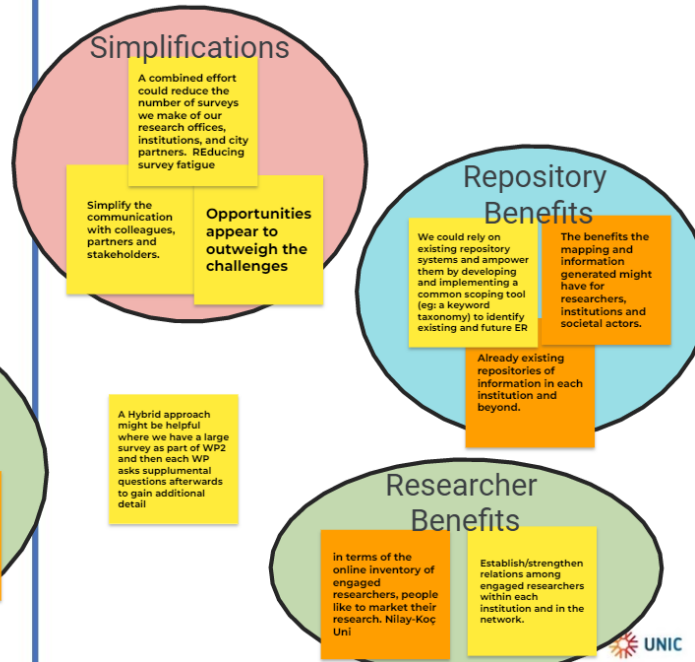 Simplifications
A combined effort
could reduce the
number of surveys
we make of our
research offices,
institutions, and city
partners.  REducing
survey fatigue
Simplify the
communication
with colleagues,
partners and
stakeholders.
Opportunities
appear to
outweigh the
challenges
Repository
Benefits
We could rely on
existing repository
systems and ampower
them by developing
and implementing a
common scoping tool
(eg: a keyword
taxonomy) to identify
existing and future ER
The benefits the
mapping and
information
generated might
have for
researchers,
institutions and
societal actors.
Already existing
repositories of
information in each
institution and
beyond.
A Hybrid approach
might be helpful
where we have a large
survey as part of WP2
and then each WP
asks supplumental
questions afterwards
to gain additional
detail
Researcher
Benefits
in terms of the
online inventory of
engaged
researchers, people
like to market their
research. Nilay-Koç
Uni
Establish/strengthen
relations among
engaged researchers
within each
institution and in the
network.
UNIC